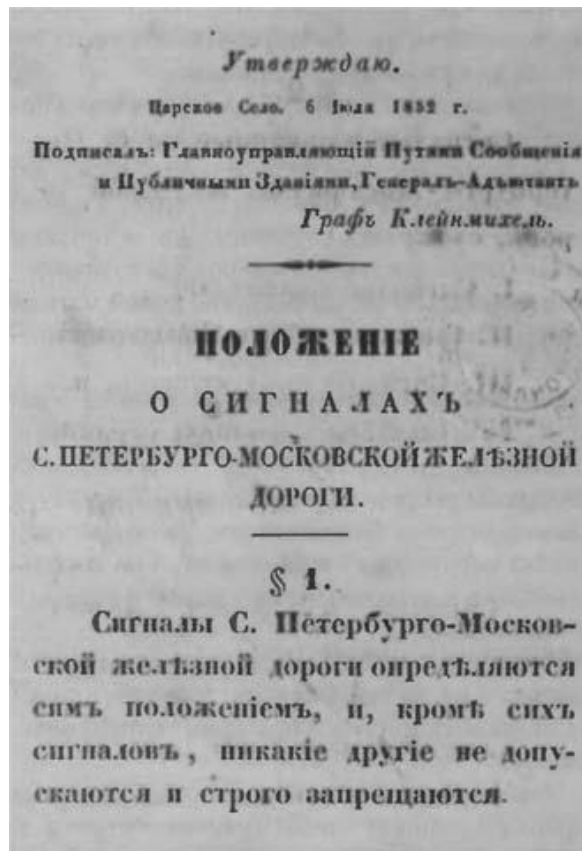 Утверждаю.
Царское Село. 6 Іюля 1852 г.
Подписалъ: Главноуправляющій Путями Сообщенія
и Публичными Зданіями, Генералъ-Адъютантъ
Графъ Клейнмихель.
ПОЛОЖЕНІЕ
О СИГНАЛАХЪ
С. ПЕТЕРБУРГО-МОСКОВСКОЙ ЖЕЛѢЗНОЙ
ДОРОГИ.
§ 1.
Сигналы С. Петербурго-Москов-
ской желѣзной дороги опредѣляются
симъ положеніемъ, и, кромѣ сихъ
сигналовъ, никакіе другіе не допу-
скаются и строго запрещаются.